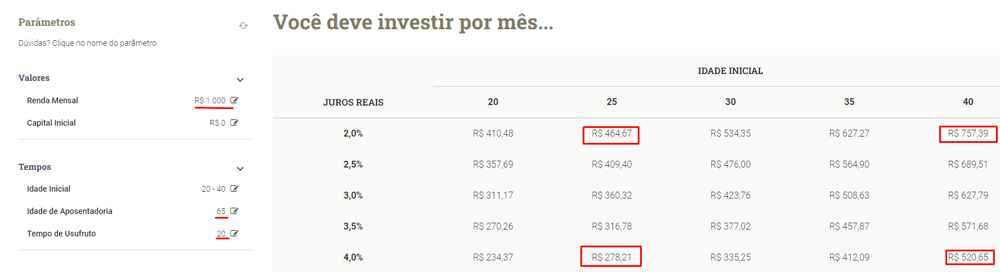 Parâmetros
Dúvidas? Clique no nome do parâmetro.
Valores
Renda Mensal R$ 1.000
Capital Inicial R$ 0
Tempos
Idade Inicial 20 - 40
Idade de Aposentadoria 65
Tempo de Usufruto 20
Você deve investir por mês...
IDADE INICIAL
JUROS REAIS 20 25 30 35 40
2,0% R$ 410,48 R$ 464,67 R$ 534,35 R$ 627,27 R$ 757,39
2,5% R$ 357,69 R$ 409,40 R$ 476,00 R$ 564,90 R$ 689,51
3,0% R$ 311,17 R$ 360,32 R$ 423,76 R$ 508,63 R$ 627,79
3,5% R$ 270,26 R$ 316,78 R$ 377,02 R$ 457,87 R$ 571,68
4,0% R$ 234,37 R$ 278,21 R$ 335,25 R$ 412,09 R$ 520,65